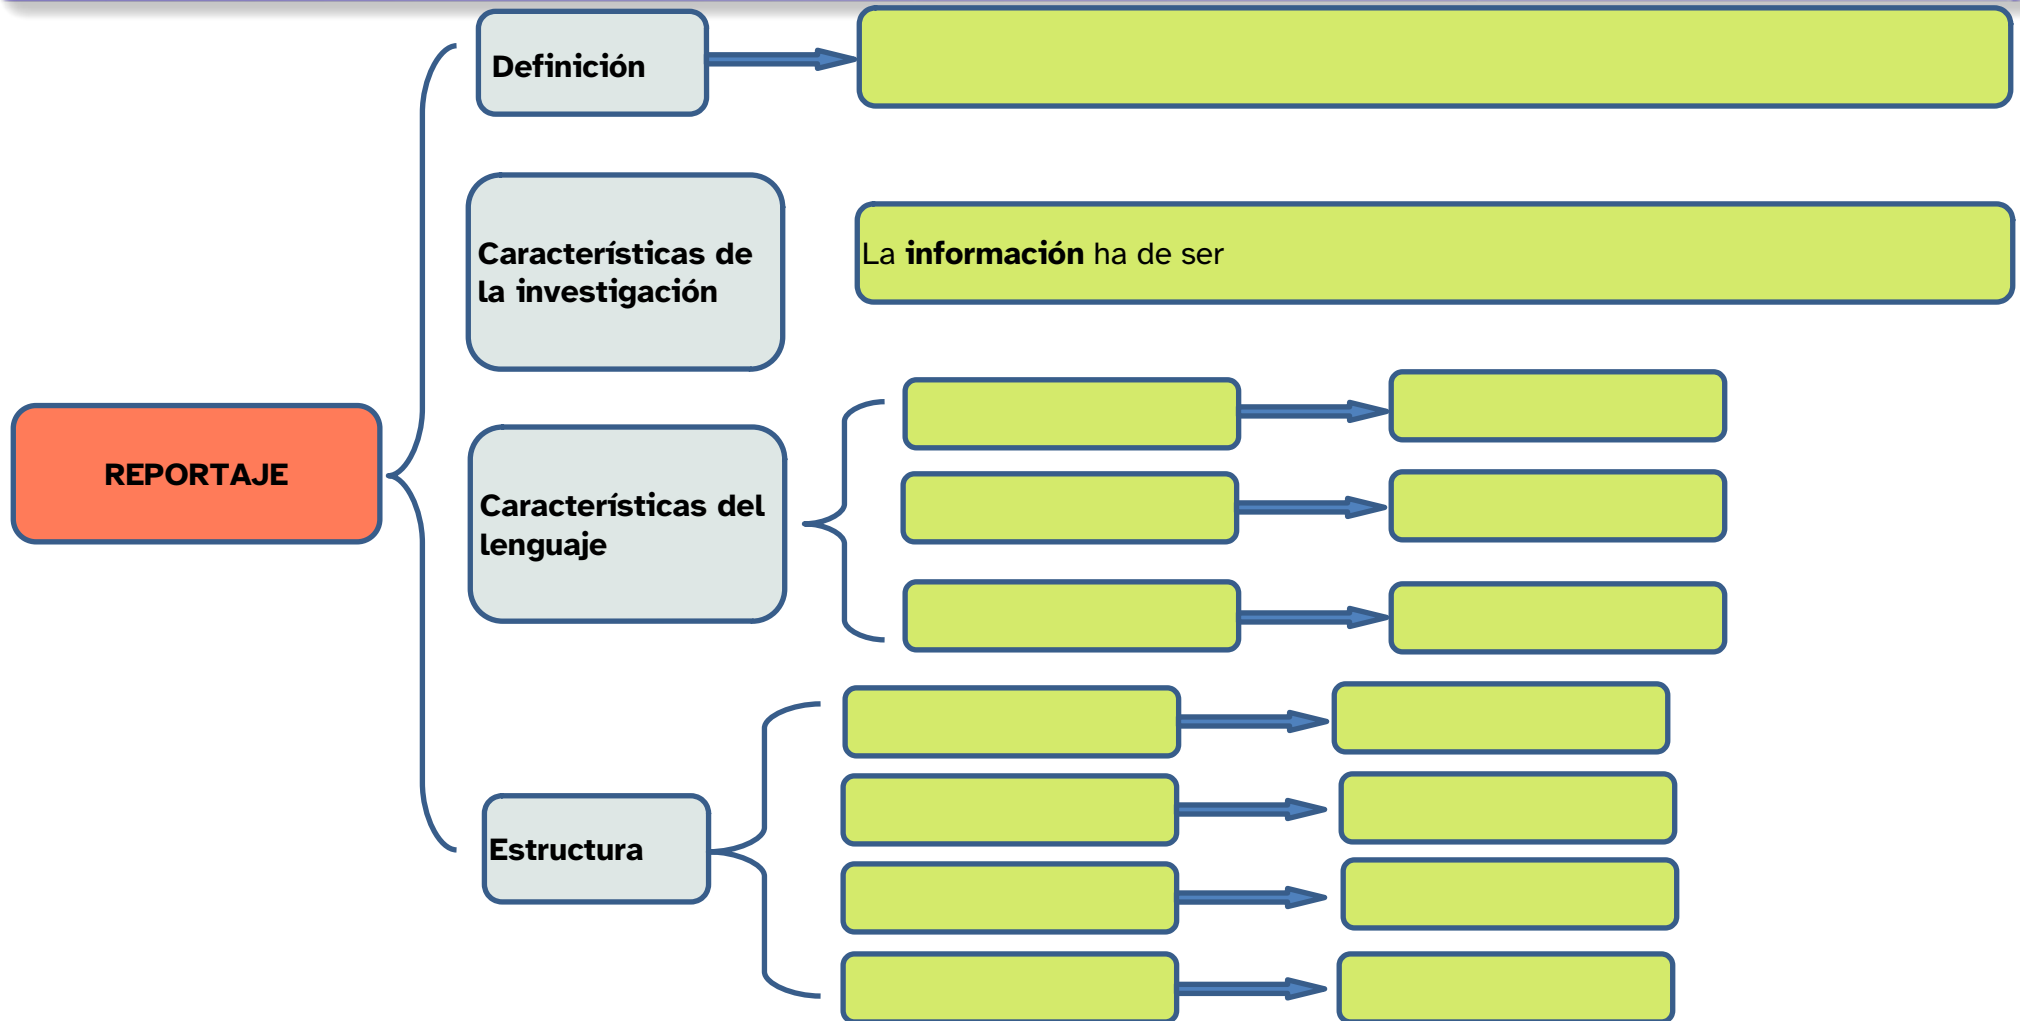 Definición
Características de
la investigación
La información ha de ser
REPORTAJE
Características del
lenguaje
Estructura